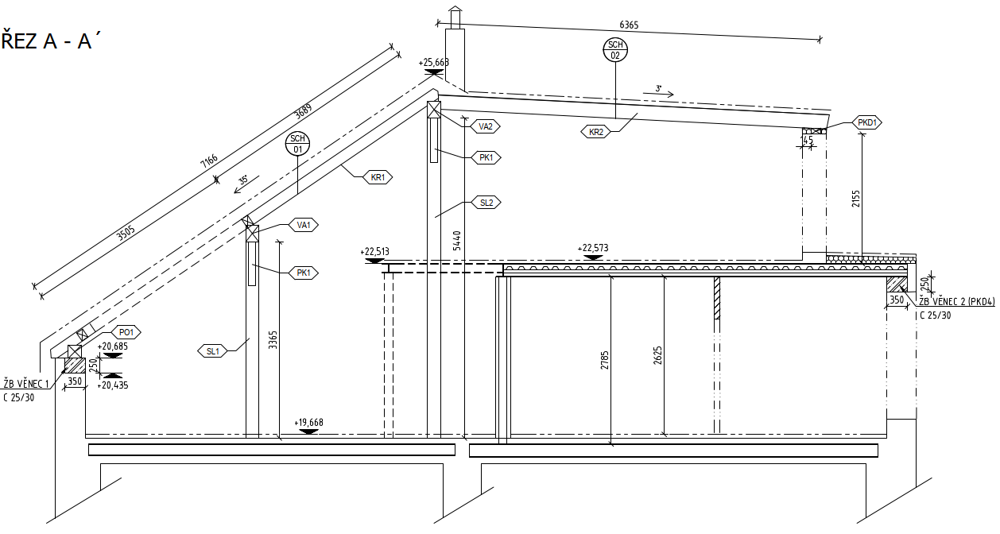 ŘEZ A - A´
6365
SCH
02
+25,663
3°
3689
VA2
PKD1
KR2
145
SCH
01
7166
PK1
KR1
35°
SL2
2155
VA1
3505
5440
+22,513
+22,573
PK1
250
350
ŽB VĚNEC 2 (PKD4)
C 25/30
PO1
+20,685
SL1
3365
2785
2625
250
350
ŽB VĚNEC 1
+20,435
C 25/30
+19,668